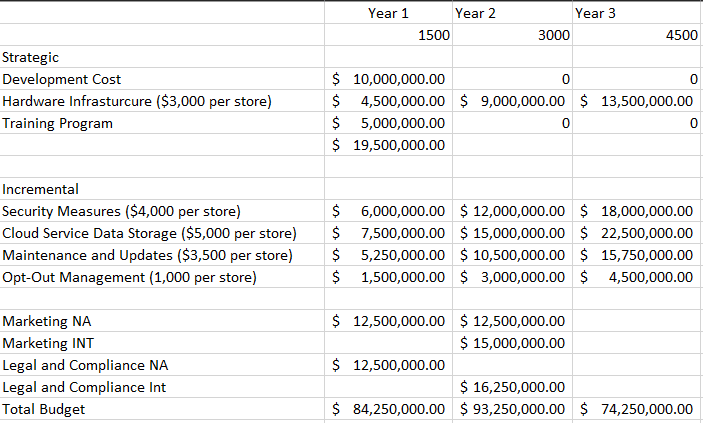 Year 1 Year 2 Year 3
1500 3000 4500
Strategic
Development Cost $ 10,000,000.00 0 0
Hardware Infrasturcure ($3,000 per store) $ 4,500,000.00 $ 9,000,000.00 $ 13,500,000.00
Training Program $ 5,000,000.00 0 0
$ 19,500,000.00
Incremental
Security Measures ($4,000 per store) $ 6,000,000.00 $ 12,000,000.00 $ 18,000,000.00
Cloud Service Data Storage ($5,000 per store) $ 7,500,000.00 $ 15,000,000.00 $ 22,500,000.00
Maintenance and Updates ($3,500 per store) $ 5,250,000.00 $ 10,500,000.00 $ 15,750,000.00
Opt-Out Management (1,000 per store) $ 1,500,000.00 $ 3,000,000.00 $ 4,500,000.00
Marketing NA $ 12,500,000.00 $ 12,500,000.00
Marketing INT $ 15,000,000.00
Legal and Compliance NA $ 12,500,000.00
Legal and Compliance Int $ 16,250,000.00
Total Budget $ 84,250,000.00 $ 93,250,000.00 $ 74,250,000.00